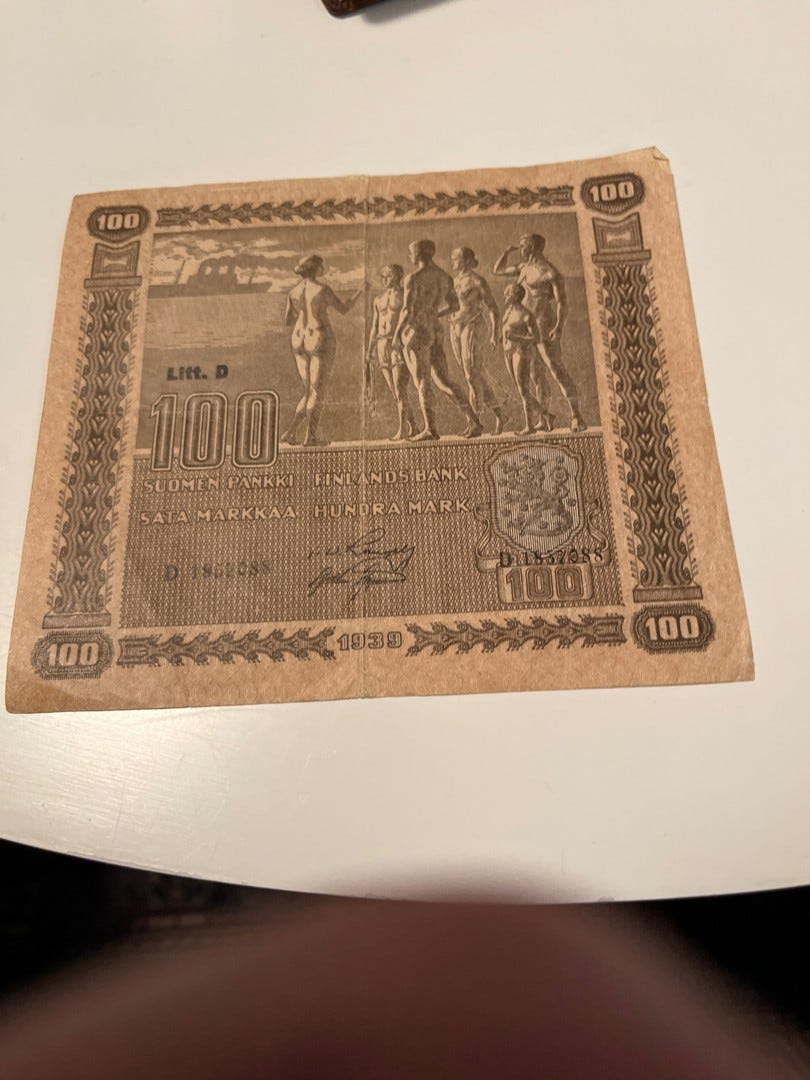 100 100
Litt. D
100
SUOMEN PANKKI FINLANDS BANK
SATA MARKKAA HUNDRA MARK
100
100 1939 100